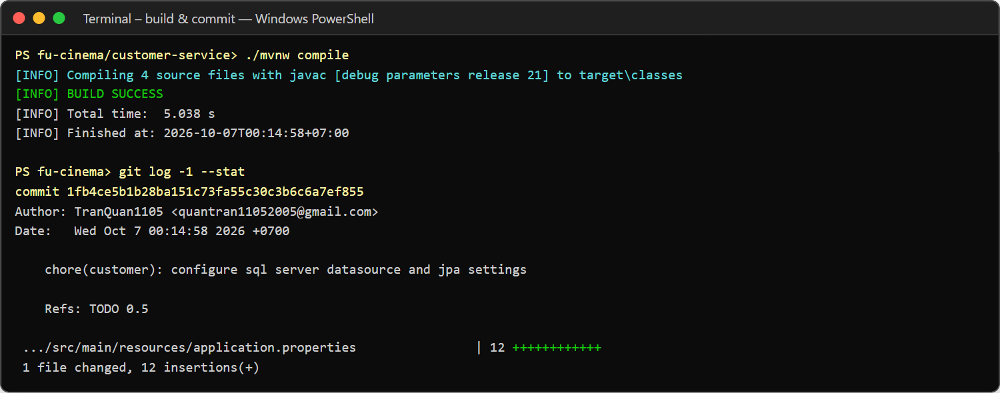 Terminal – build & commit — Windows PowerShell
PS fu-cinema/customer-service> ./mvnw compile
[INFO] Compiling 4 source files with javac [debug parameters release 21] to target\classes
[INFO] BUILD SUCCESS
[INFO] Total time:  5.038 s
[INFO] Finished at: 2026-10-07T00:14:58+07:00
PS fu-cinema> git log -1 --stat
commit 1fb4ce5b1b28ba151c73fa55c30c3b6c6a7ef855
Author: TranQuan1105 <quantran11052005@gmail.com>
Date:   Wed Oct 7 00:14:58 2026 +0700
chore(customer): configure sql server datasource and jpa settings
Refs: TODO 0.5
.../src/main/resources/application.properties | 12 ++++++++++++
1 file changed, 12 insertions(+)